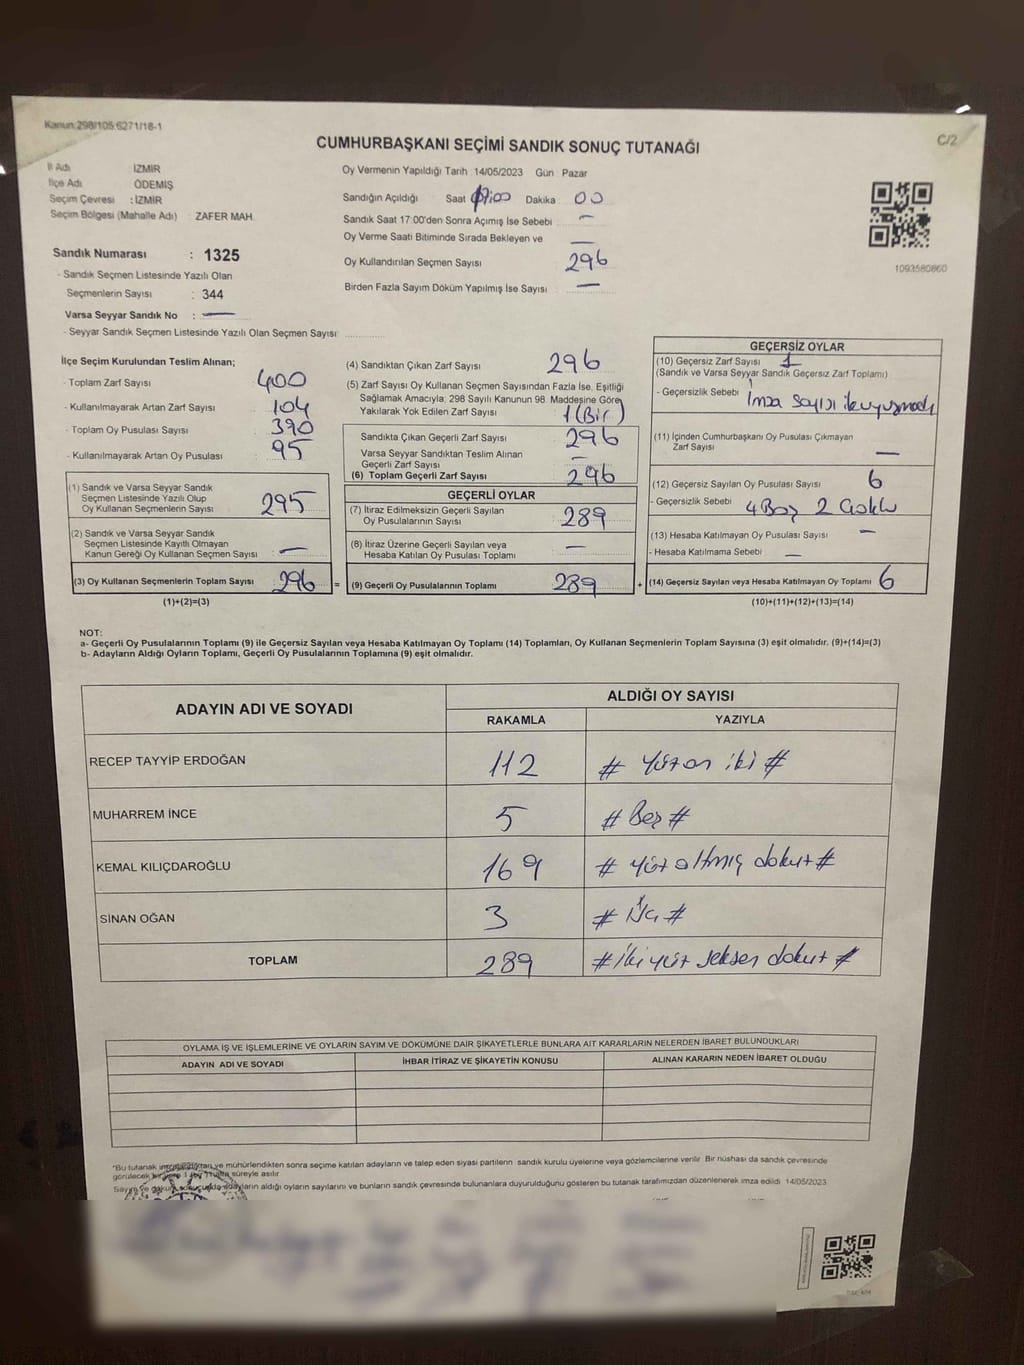 Kanun:298/105:6271/18-1
C/2
CUMHURBAŞKANI SEÇİMİ SANDIK SONUÇ TUTANAĞI
İl Adı İZMİR
İlçe Adı ÖDEMİŞ
Seçim Çevresi : İZMİR
Seçim Bölgesi (Mahalle Adı) : ZAFER MAH.
Sandık Numarası : 1325
- Sandık Seçmen Listesinde Yazılı Olan
Seçmenlerin Sayısı : 344
Varsa Seyyar Sandık No : —
- Seyyar Sandık Seçmen Listesinde Yazılı Olan Seçmen Sayısı
Oy Vermenin Yapıldığı Tarih :14/05/2023 Gün Pazar
Sandığın Açıldığı Saat 17:00 Dakika 00
Sandık Saat 17:00'den Sonra Açımış İse Sebebi —
Oy Verme Saati Bitiminde Sırada Bekleyen ve —
Oy Kullandırılan Seçmen Sayısı 296
Birden Fazla Sayım Döküm Yapılmış İse Sayısı —
1093580860
İlçe Seçim Kurulundan Teslim Alınan;
- Toplam Zarf Sayısı 400
- Kullanılmayarak Artan Zarf Sayısı : 104
- Toplam Oy Pusulası Sayısı : 390
- Kullanılmayarak Artan Oy Pusulası : 95
(1) Sandık ve Varsa Seyyar Sandık
Seçmen Listesinde Yazılı Olup
Oy Kullanan Seçmenlerin Sayısı 295
(2) Sandık ve Varsa Seyyar Sandık
Seçmen Listesinde Kayıtlı Olmayan
Kanun Gereği Oy Kullanan Seçmen Sayısı —
(3) Oy Kullanan Seçmenlerin Toplam Sayısı 296 =
(1)+(2)=(3)
(4) Sandıktan Çıkan Zarf Sayısı 296
(5) Zarf Sayısı Oy Kullanan Seçmen Sayısından Fazla İse, Eşitliği
Sağlamak Amacıyla; 298 Sayılı Kanunun 98. Maddesine Göre
Yakılarak Yok Edilen Zarf Sayısı 1 (Bir)
Sandıkta Çıkan Geçerli Zarf Sayısı 296
Varsa Seyyar Sandıktan Teslim Alınan
Geçerli Zarf Sayısı —
(6) Toplam Geçerli Zarf Sayısı 296
GEÇERLİ OYLAR
(7) İtiraz Edilmeksizin Geçerli Sayılan
Oy Pusulalarının Sayısı 289
(8) İtiraz Üzerine Geçerli Sayılan veya
Hesaba Katılan Oy Pusulası Toplamı —
(9) Geçerli Oy Pusulalarının Toplamı 289 +
GEÇERSİZ OYLAR
(10) Geçersiz Zarf Sayısı 1
(Sandık ve Varsa Seyyar Sandık Geçersiz Zarf Toplamı)
- Geçersizlik Sebebi İmza sayısı ile uyuşmadı
(11) İçinden Cumhurbaşkanı Oy Pusulası Çıkmayan
Zarf Sayısı —
(12) Geçersiz Sayılan Oy Pusulası Sayısı 6
- Geçersizlik Sebebi 4 Boş 2 Çoklu
(13) Hesaba Katılmayan Oy Pusulası Sayısı —
- Hesaba Katılmama Sebebi —
(14) Geçersiz Sayılan veya Hesaba Katılmayan Oy Toplamı 6
(10)+(11)+(12)+(13)=(14)
NOT:
a- Geçerli Oy Pusulalarının Toplamı (9) ile Geçersiz Sayılan veya Hesaba Katılmayan Oy Toplamı (14) Toplamları, Oy Kullanan Seçmenlerin Toplam Sayısına (3) eşit olmalıdır. (9)+(14)=(3)
b- Adayların Aldığı Oyların Toplamı, Geçerli Oy Pusulalarının Toplamına (9) eşit olmalıdır.
ADAYIN ADI VE SOYADI ALDIĞI OY SAYISI
RAKAMLA YAZIYLA
RECEP TAYYİP ERDOĞAN 112 # Yüz on iki #
MUHARREM İNCE 5 # Beş #
KEMAL KILIÇDAROĞLU 169 # Yüz altmış dokuz #
SİNAN OĞAN 3 # Üç #
TOPLAM 289 # İki yüz seksen dokuz #
OYLAMA İŞ VE İŞLEMLERİNE VE OYLARIN SAYIM VE DÖKÜMÜNE DAİR ŞİKAYETLERLE BUNLARA AİT KARARLARIN NELERDEN İBARET BULUNDUKLARI
ADAYIN ADI VE SOYADI İHBAR İTİRAZ VE ŞİKAYETİN KONUSU ALINAN KARARIN NEDEN İBARET OLDUĞU
*Bu tutanak ve mühürlendikten sonra seçime katılan adayların ve talep eden siyasi partilerin sandık kurulu üyelerine veya gözlemcilerine verilir. Bir nüshası da sandık çevresinde
görülecek süreyle asılır.
Sayım ve adayların aldığı oyların sayılarını ve bunların sandık çevresinde bulunanlara duyurulduğunu gösteren bu tutanak tarafımızdan düzenlenerek imza edildi 14/05/2023